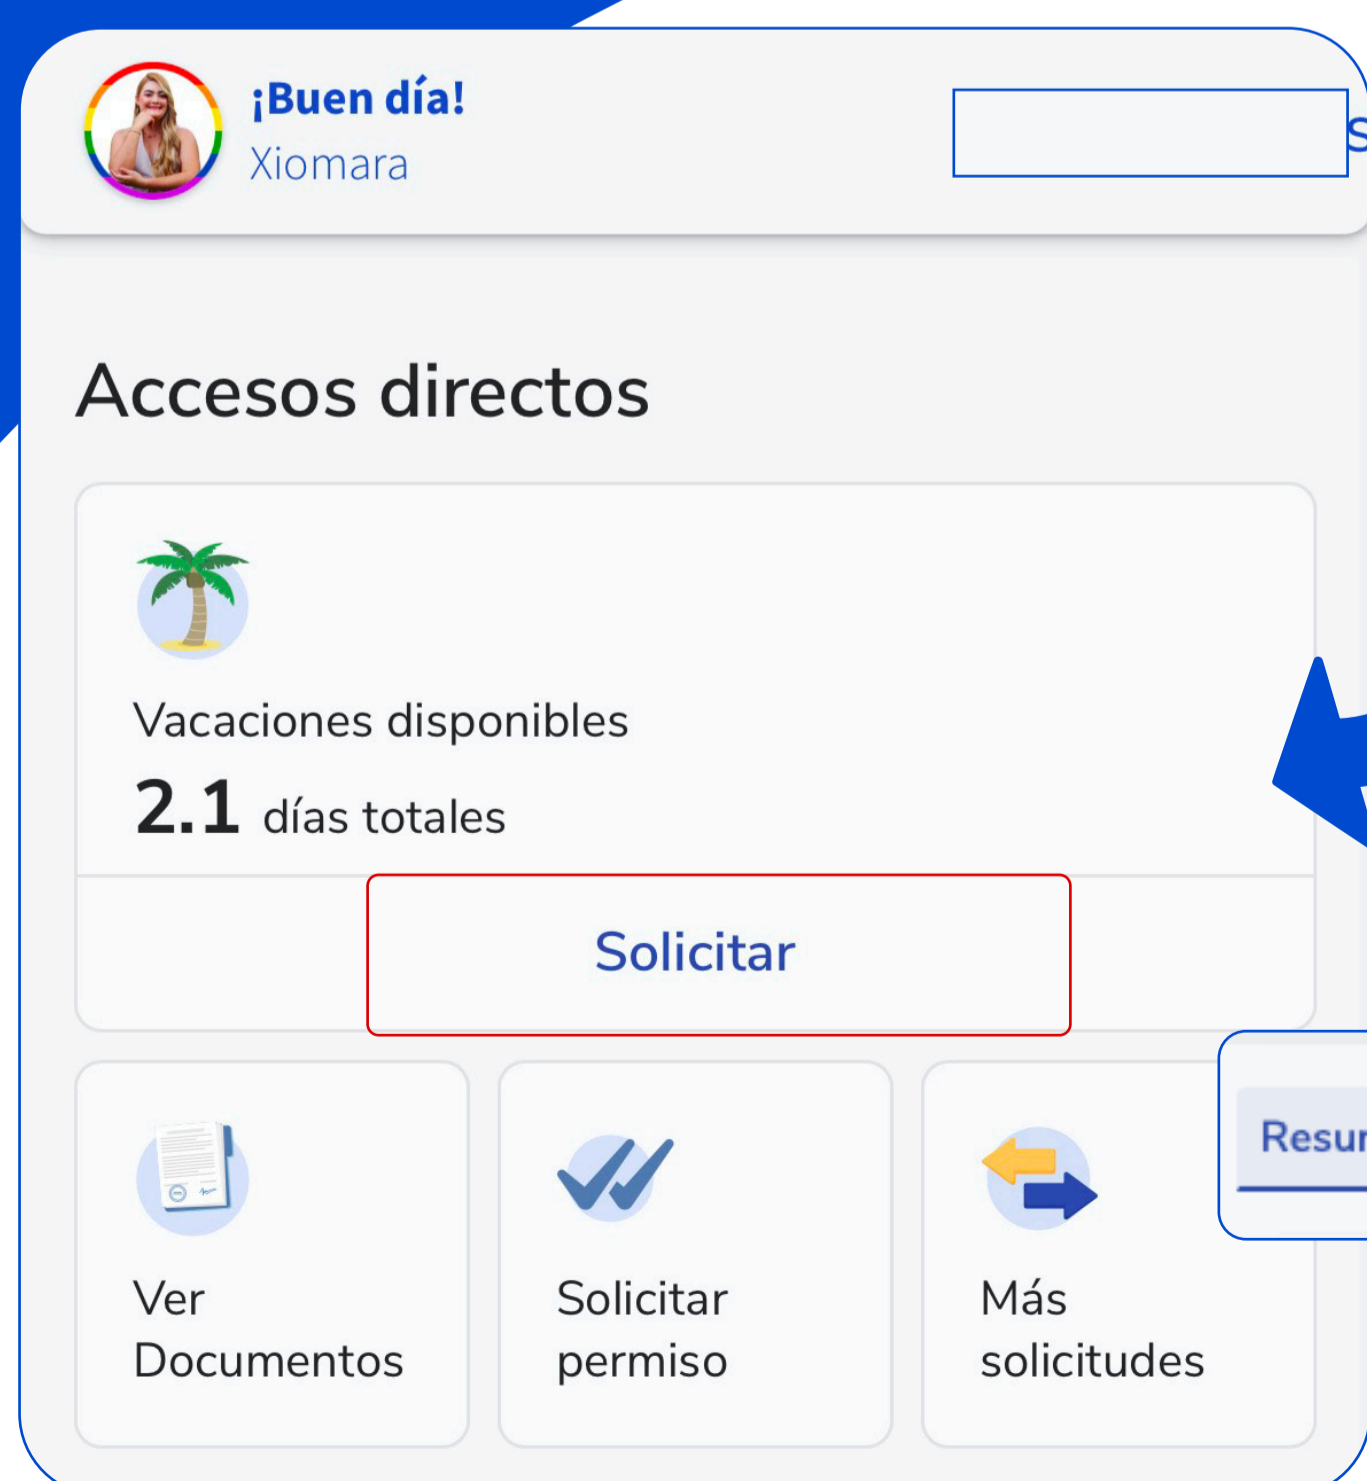 ¡Buen día!
Xiomara
Accesos directos
Vacaciones disponibles
2.1 días totales
Solicitar
Ver
Documentos
Solicitar
permiso
Más
solicitudes